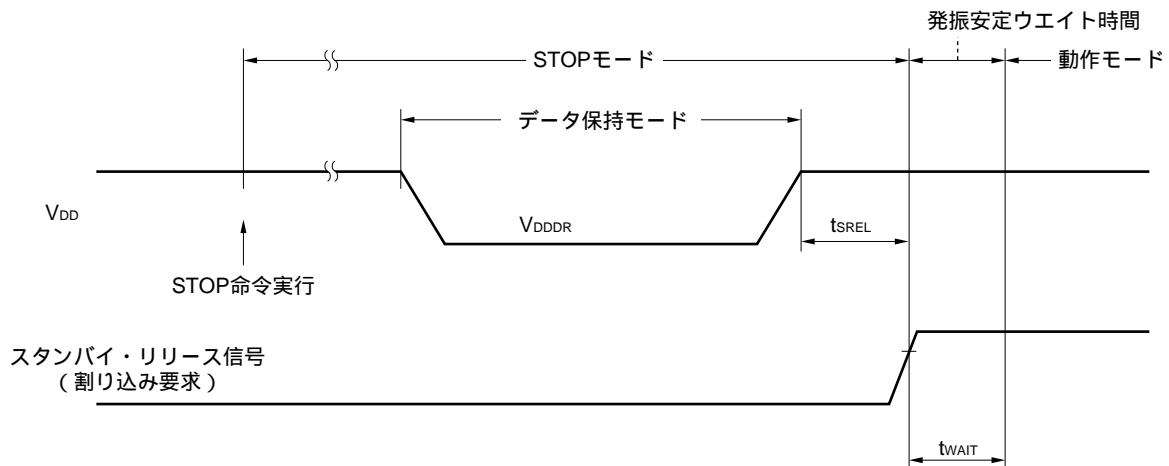 発振安定ウエイト時間
STOPモード
動作モード
データ保持モード
VDD
VDDDR
tSREL
STOP命令実行
スタンバイ・リリース信号
（割り込み要求）
tWAIT